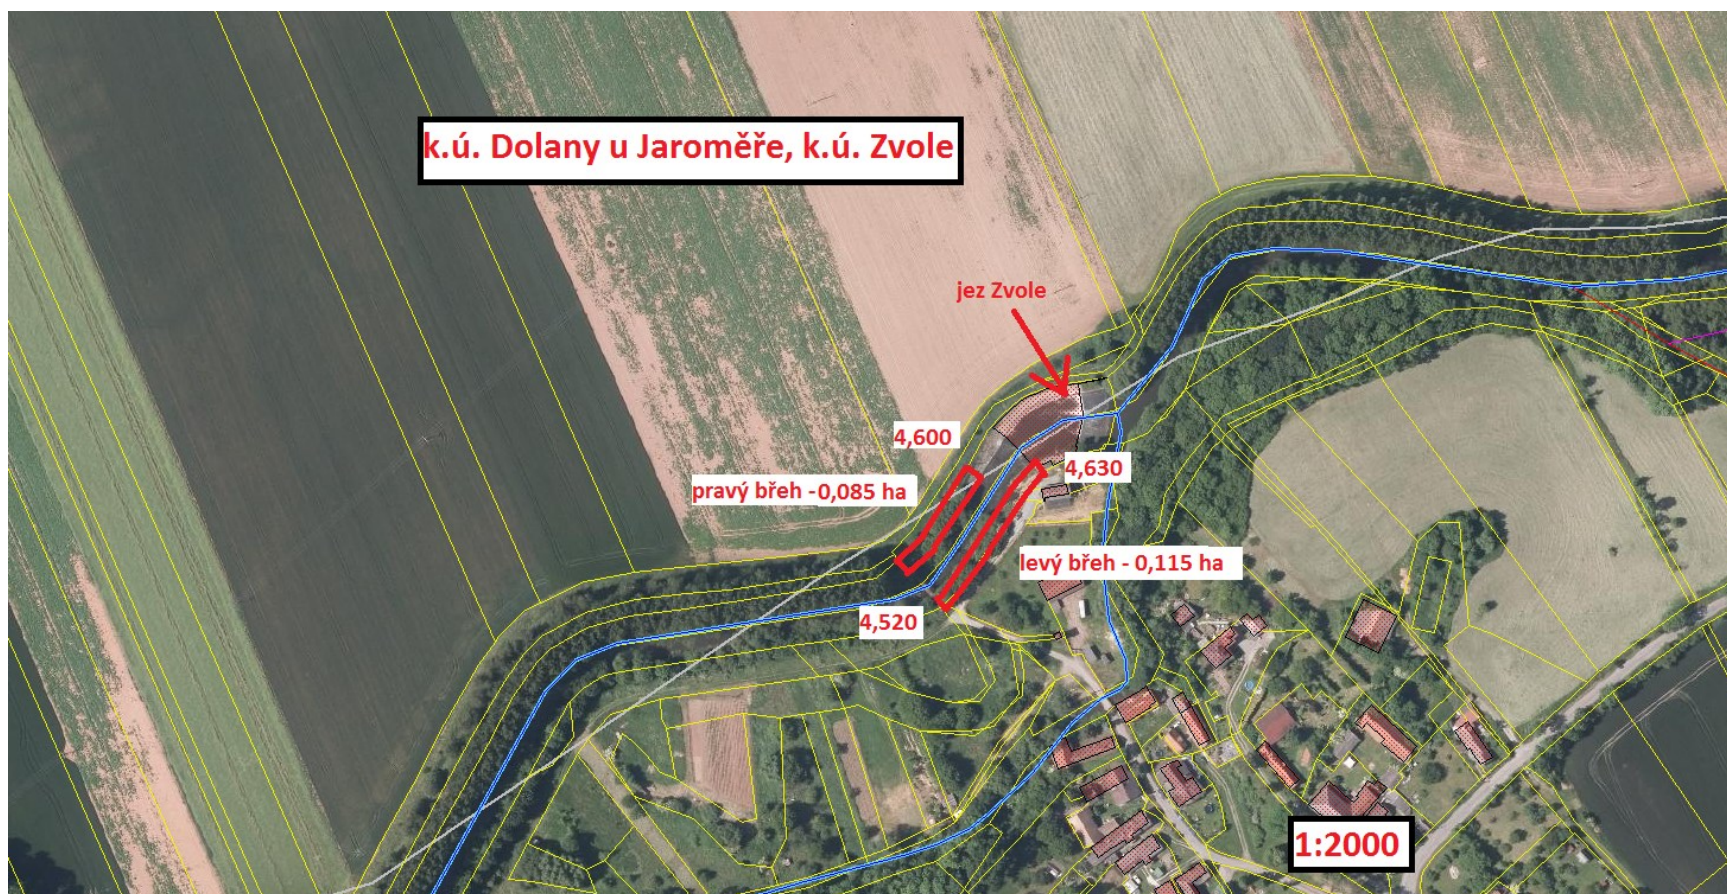 k.ú. Dolany u Jaroměře, k.ú. Zvole
jez Zvole
4,600
4,630
pravý břeh -0,085 ha
levý břeh - 0,115 ha
4,520
1:2000